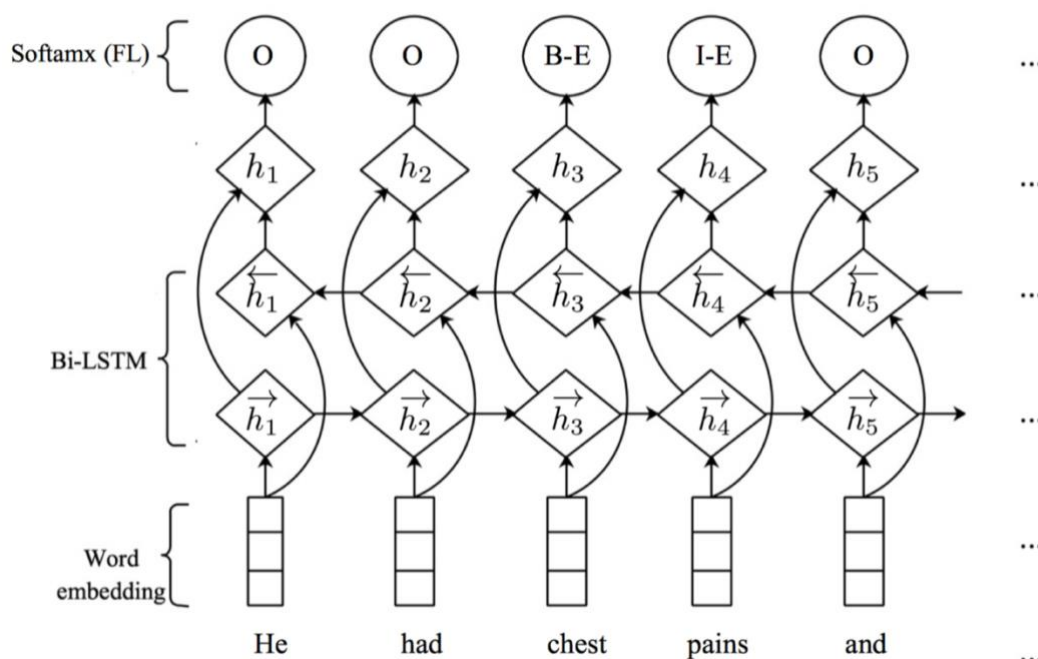 Softamx (FL) O O B-E I-E O ...
h₁ h₂ h₃ h₄ h₅ ...
←h₁ ←h₂ ←h₃ ←h₄ ←h₅ ...
Bi-LSTM
→h₁ →h₂ →h₃ →h₄ →h₅ ...
Word
embedding
...
He had chest pains and ...